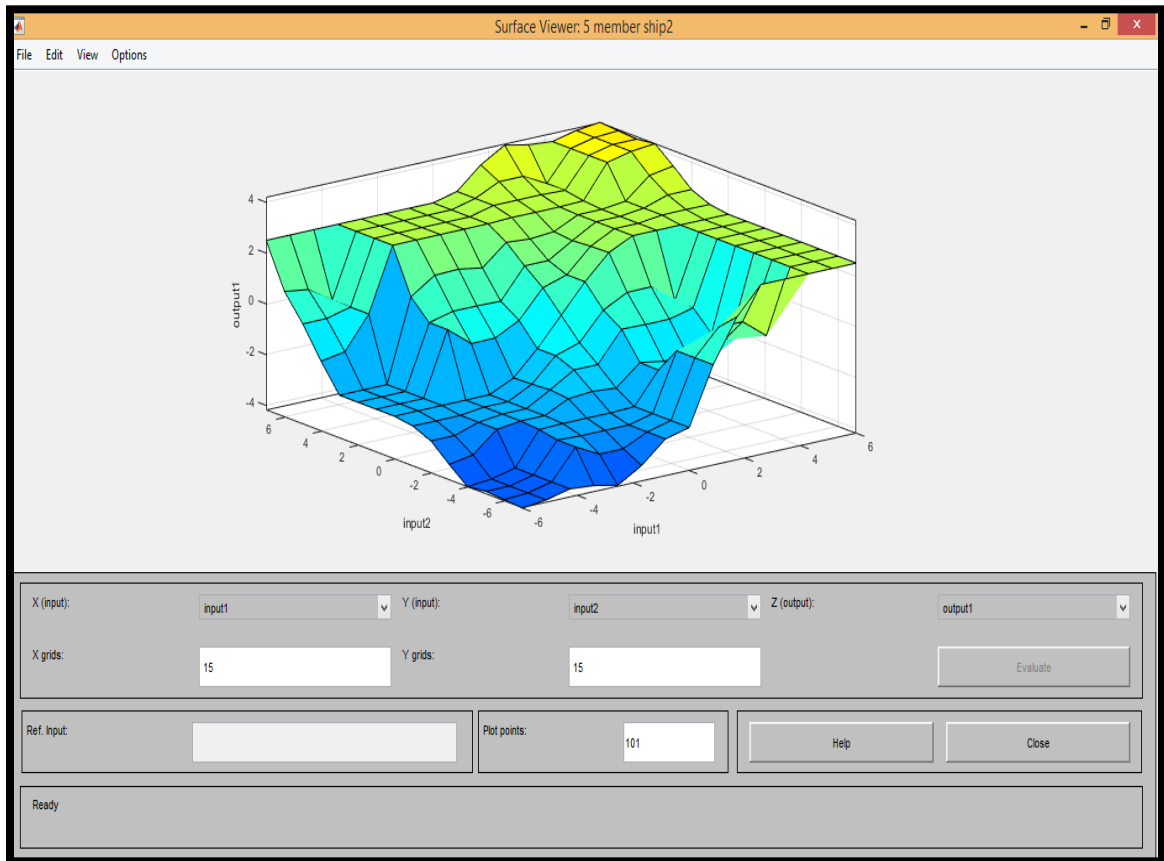 Surface Viewer: 5 member ship2
File Edit View Options
4
2
0
-2
-4
output1
6
4
2
0
-2
-4
-6
input2
-6
-4
-2
0
2
4
6
input1
X (input):
input1
Y (input):
input2
Z (output):
output1
X grids:
15
Y grids:
15
Evaluate
Ref. Input:
Plot points:
101
Help
Close
Ready